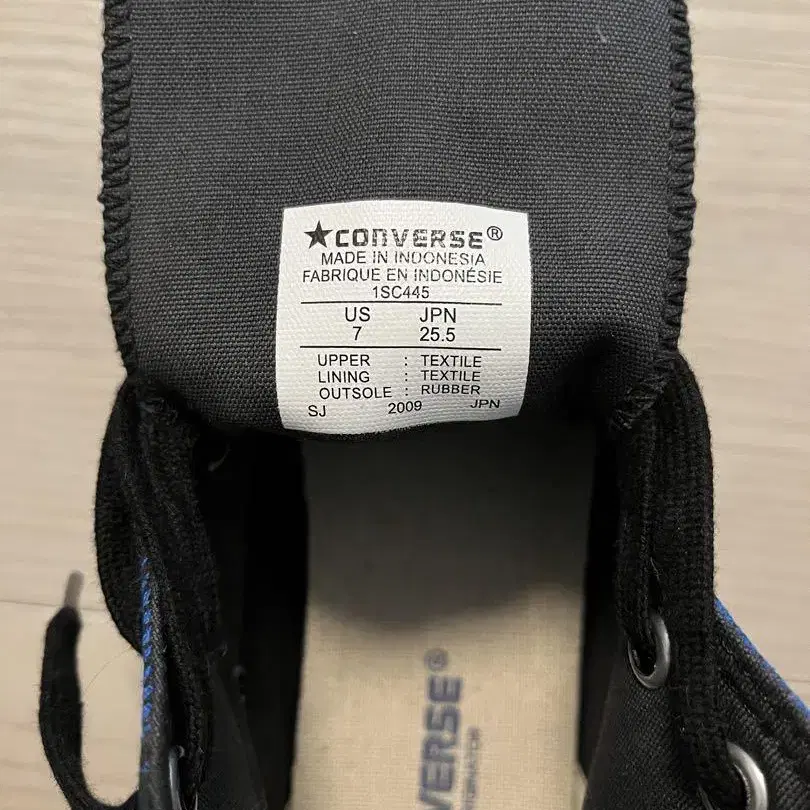 ★CONVERSE®
MADE IN INDONESIA
FABRIQUE EN INDONÉSIE
1SC445
US JPN
7 25.5
UPPER : TEXTILE
LINING : TEXTILE
OUTSOLE : RUBBER
SJ 2009 JPN
VERSE®